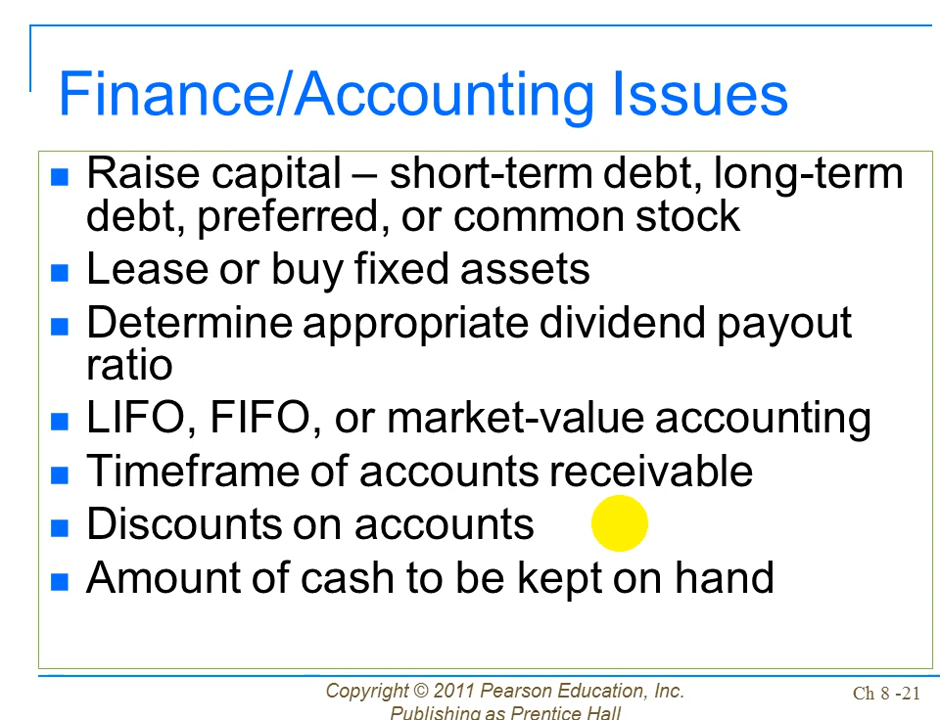 Finance/Accounting Issues
Raise capital – short-term debt, long-term
debt, preferred, or common stock
Lease or buy fixed assets
Determine appropriate dividend payout
ratio
LIFO, FIFO, or market-value accounting
Timeframe of accounts receivable
Discounts on accounts
Amount of cash to be kept on hand
Copyright © 2011 Pearson Education, Inc.
Publishing as Prentice Hall
Ch 8 -21